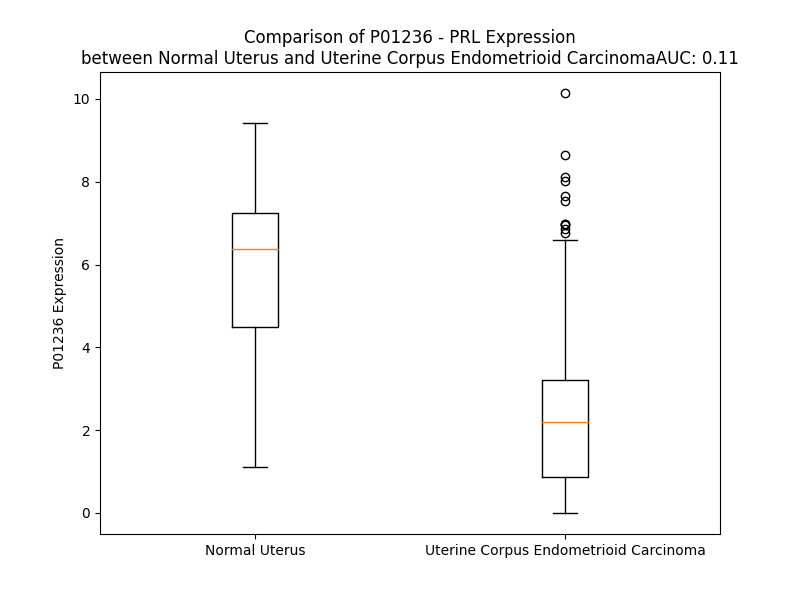 Comparison of P01236 - PRL Expression
between Normal Uterus and Uterine Corpus Endometrioid CarcinomaAUC: 0.11
P01236 Expression
10
8
6
4
2
0
Normal Uterus
Uterine Corpus Endometrioid Carcinoma